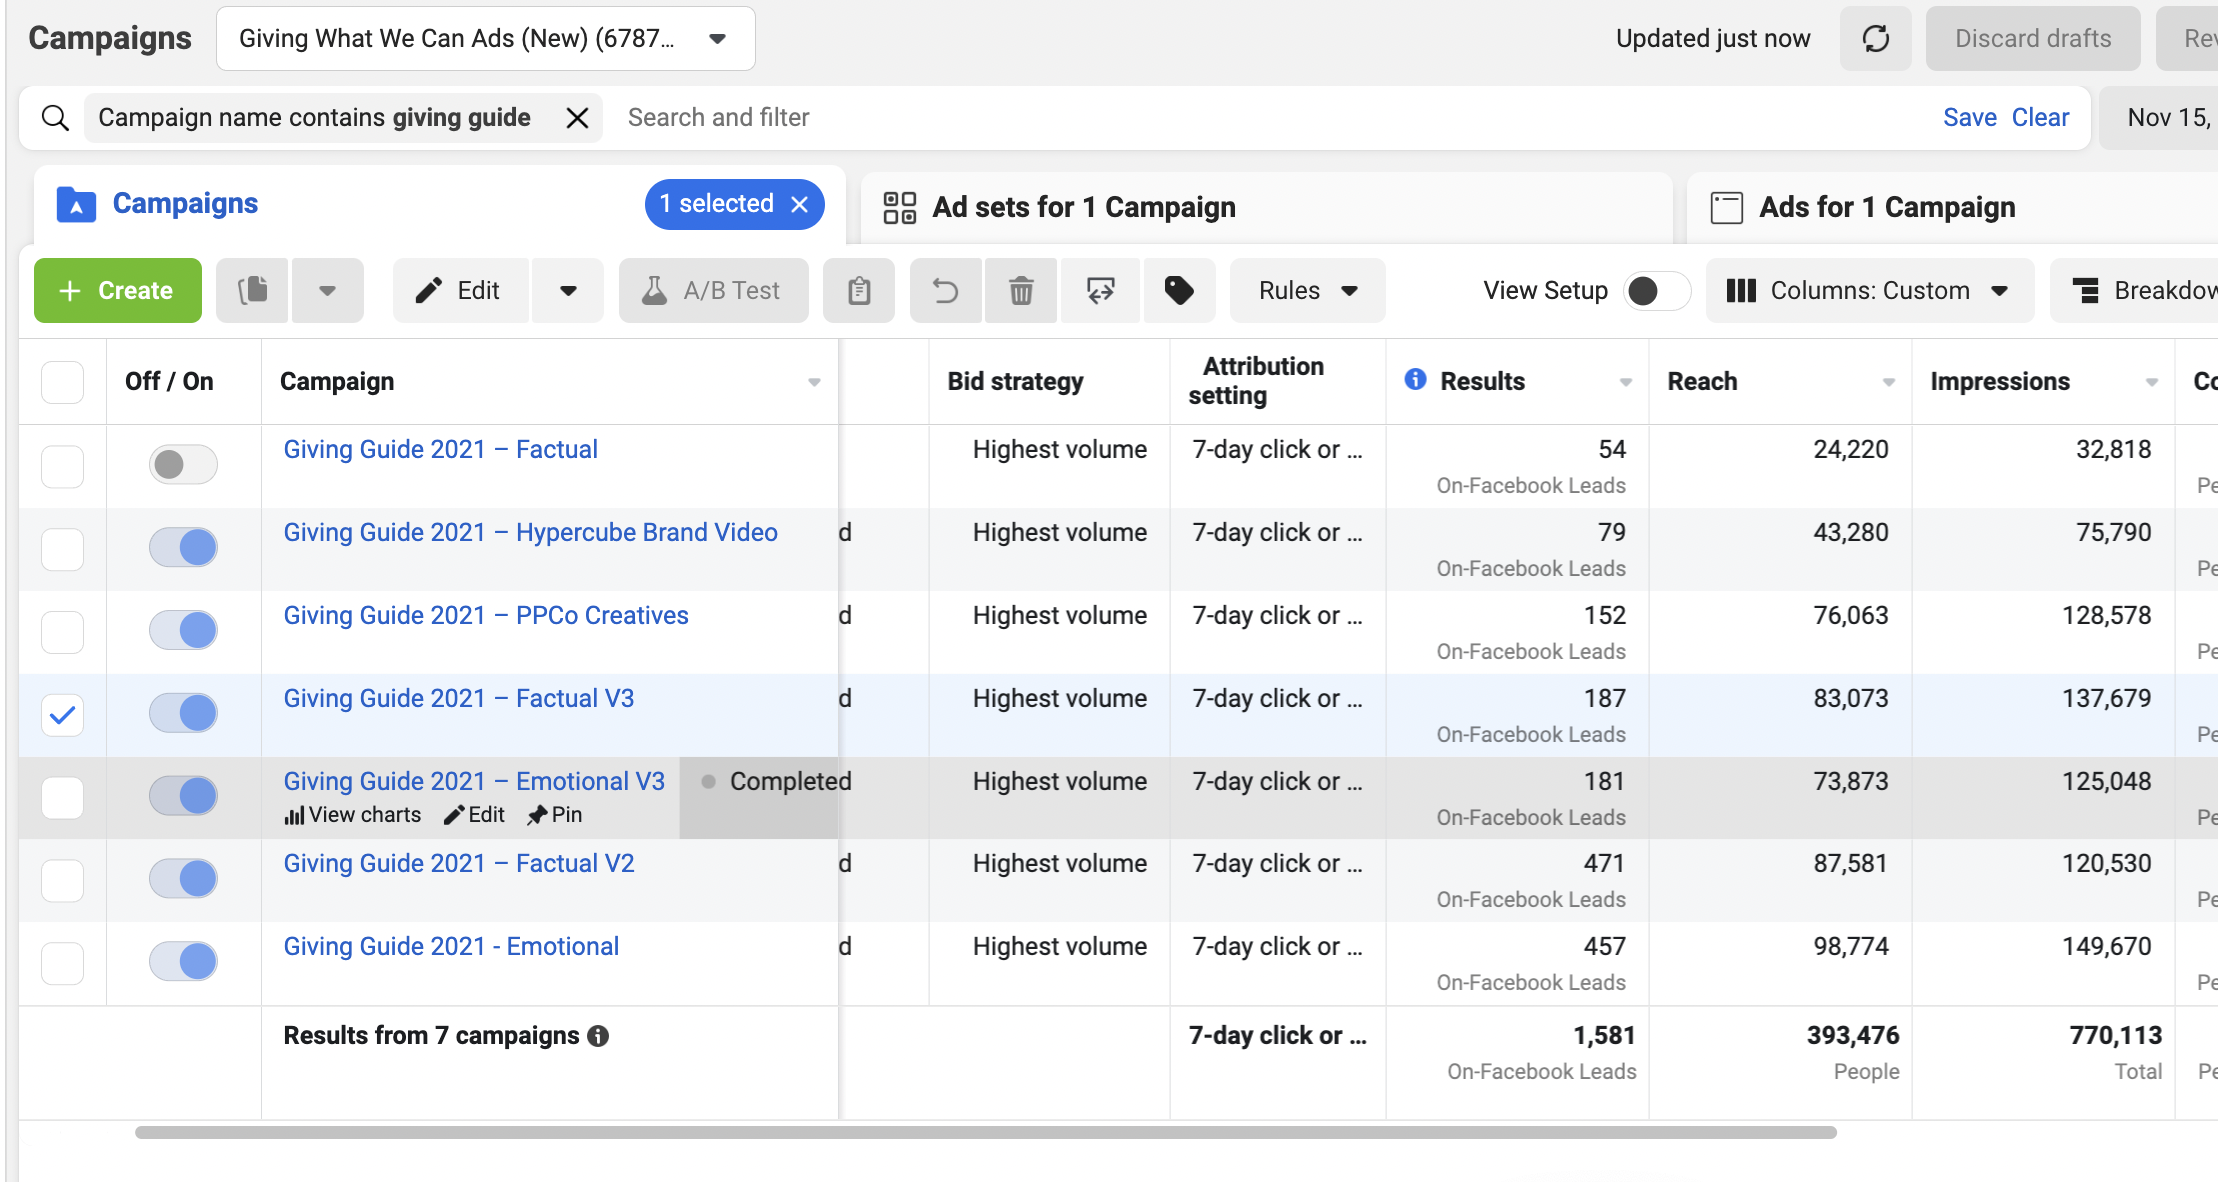 Campaigns
Giving What We Can Ads (New) (6787...
Updated just now
Discard drafts
Campaign name contains giving guide
Search and filter
Save Clear
Nov 15,
Campaigns
1 selected
Ad sets for 1 Campaign
Ads for 1 Campaign
+ Create
Edit
A/B Test
Rules
View Setup
Columns: Custom
Off / On
Campaign
Bid strategy
Attribution setting
Results
Reach
Impressions
Giving Guide 2021 – Factual
Highest volume 7-day click or ... 54 24,220 32,818
On-Facebook Leads
Giving Guide 2021 – Hypercube Brand Video
d Highest volume 7-day click or ... 79 43,280 75,790
On-Facebook Leads
Giving Guide 2021 – PPCo Creatives
d Highest volume 7-day click or ... 152 76,063 128,578
On-Facebook Leads
Giving Guide 2021 – Factual V3
d Highest volume 7-day click or ... 187 83,073 137,679
On-Facebook Leads
Giving Guide 2021 – Emotional V3
Completed Highest volume 7-day click or ... 181 73,873 125,048
View charts Edit Pin
On-Facebook Leads
Giving Guide 2021 – Factual V2
d Highest volume 7-day click or ... 471 87,581 120,530
On-Facebook Leads
Giving Guide 2021 - Emotional
d Highest volume 7-day click or ... 457 98,774 149,670
On-Facebook Leads
Results from 7 campaigns
7-day click or ... 1,581 393,476 770,113
On-Facebook Leads People Total